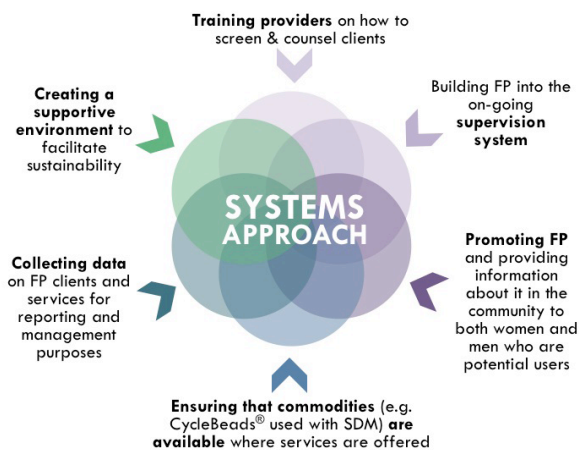 Training providers on how to
screen & counsel clients
Creating a
supportive
environment to
facilitate
sustainability
Building FP into the
on-going
supervision
system
SYSTEMS
APPROACH
Collecting data
on FP clients and
services for
reporting and
management
purposes
Promoting FP
and providing
information
about it in the
community to
both women and
men who are
potential users
Ensuring that commodities (e.g.
CycleBeads® used with SDM) are
available where services are offered